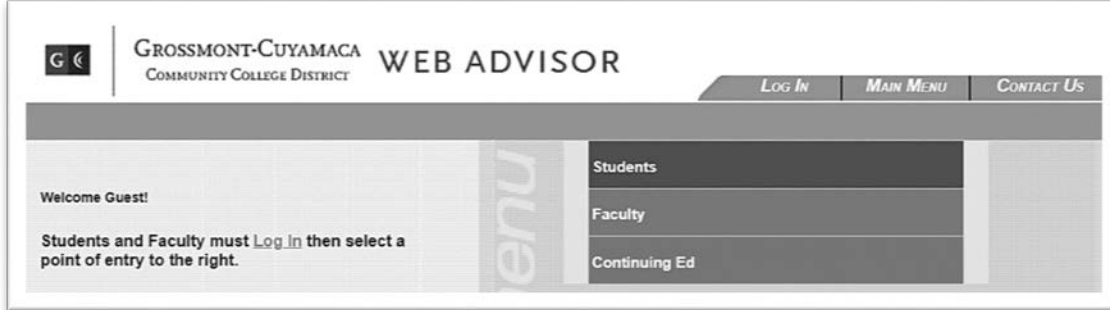 G
GROSSMONT-CUYAMACA
COMMUNITY COLLEGE DISTRICT
WEB ADVISOR
LOG IN
MAIN MENU
CONTACT US
Welcome Guest!
Students and Faculty must Log In then select a
point of entry to the right.
enu
Students
Faculty
Continuing Ed